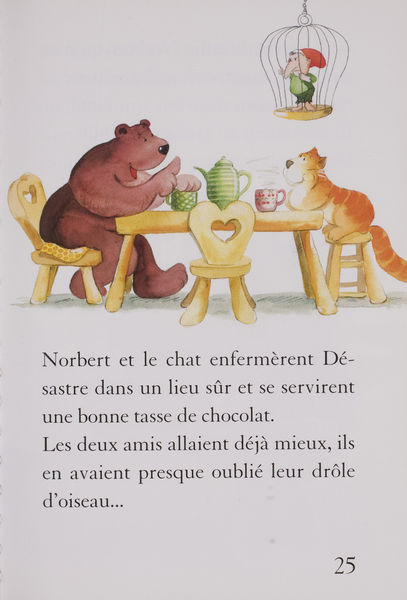 Norbert et le chat enfermèrent Dé-
sastre dans un lieu sûr et se servirent
une bonne tasse de chocolat.
Les deux amis allaient déjà mieux, ils
en avaient presque oublié leur drôle
d'oiseau...
25